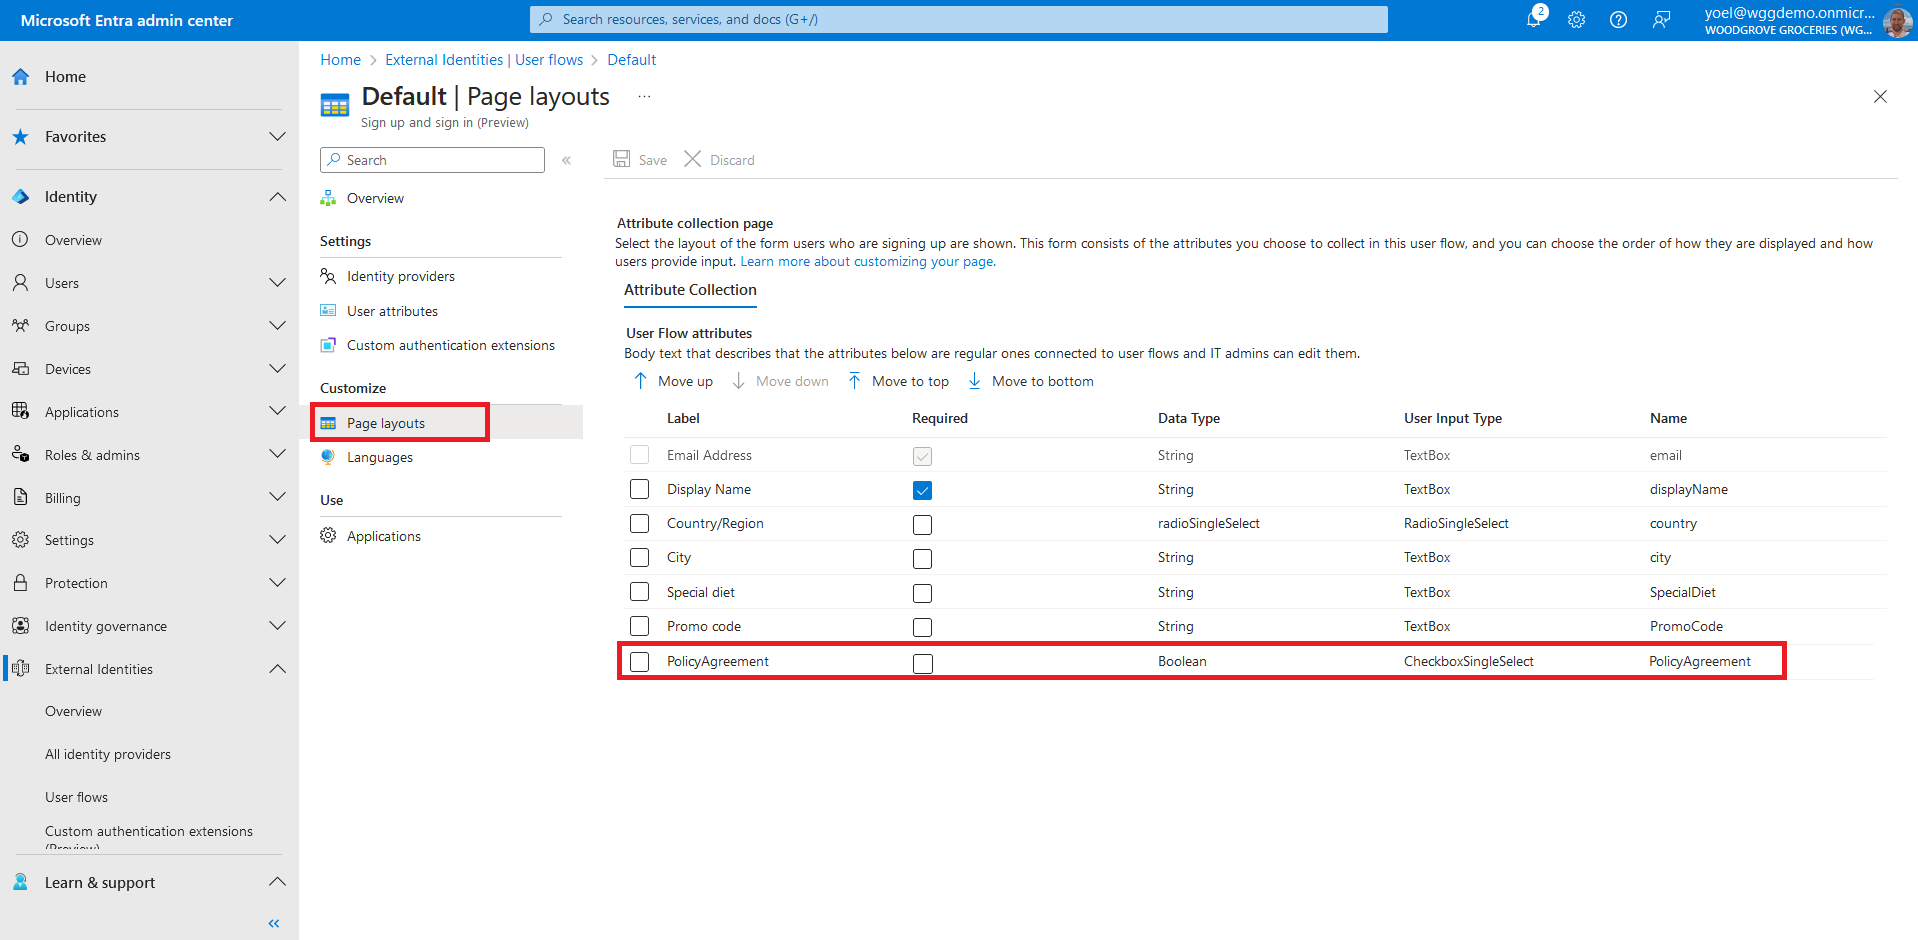 Microsoft Entra admin center
Search resources, services, and docs (G+/)
2
yoel@wggdemo.onmicr...
WOODGROVE GROCERIES (WG...
Home
Favorites
Identity
Overview
Users
Groups
Devices
Applications
Roles & admins
Billing
Settings
Protection
Identity governance
External Identities
Overview
All identity providers
User flows
Custom authentication extensions
(Preview)
Learn & support
Home > External Identities | User flows > Default
Default | Page layouts ...
Sign up and sign in (Preview)
Search
Overview
Settings
Identity providers
User attributes
Custom authentication extensions
Customize
Page layouts
Languages
Use
Applications
Save Discard
Attribute collection page
Select the layout of the form users who are signing up are shown. This form consists of the attributes you choose to collect in this user flow, and you can choose the order of how they are displayed and how
users provide input. Learn more about customizing your page.
Attribute Collection
User Flow attributes
Body text that describes that the attributes below are regular ones connected to user flows and IT admins can edit them.
Move up Move down Move to top Move to bottom
Label Required Data Type User Input Type Name
Email Address String TextBox email
Display Name String TextBox displayName
Country/Region radioSingleSelect RadioSingleSelect country
City String TextBox city
Special diet String TextBox SpecialDiet
Promo code String TextBox PromoCode
PolicyAgreement Boolean CheckboxSingleSelect PolicyAgreement